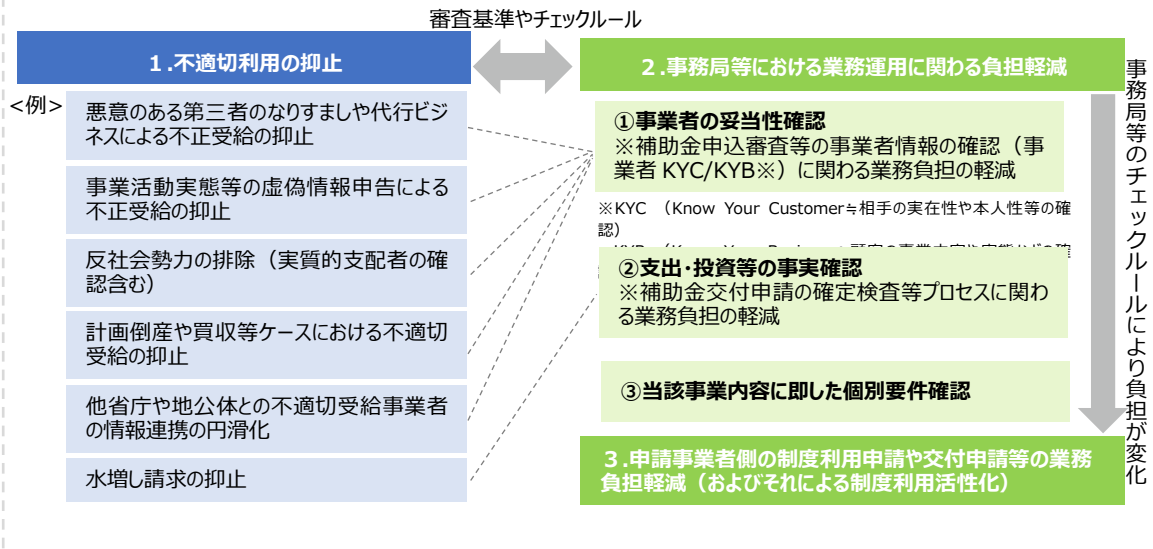 審査基準やチェックルール
１.不適切利用の抑止
２.事務局等における業務運用に関わる負担軽減
<例>
悪意のある第三者のなりすましや代行ビジ
ネスによる不正受給の抑止
事業活動実態等の虚偽情報申告による
不正受給の抑止
反社会勢力の排除（実質的支配者の確
認含む）
計画倒産や買収等ケースにおける不適切
受給の抑止
他省庁や地公体との不適切受給事業者
の情報連携の円滑化
水増し請求の抑止
①事業者の妥当性確認
※補助金申込審査等の事業者情報の確認（事
業者 KYC/KYB※）に関わる業務負担の軽減
※KYC （Know Your Customer≒相手の実在性や本人性等の確
認）
②支出・投資等の事実確認
※補助金交付申請の確定検査等プロセスに関わ
る業務負担の軽減
③当該事業内容に即した個別要件確認
３.申請事業者側の制度利用申請や交付申請等の業務
負担軽減（およびそれによる制度利用活性化）
事務局等のチェックルールにより負担が変化